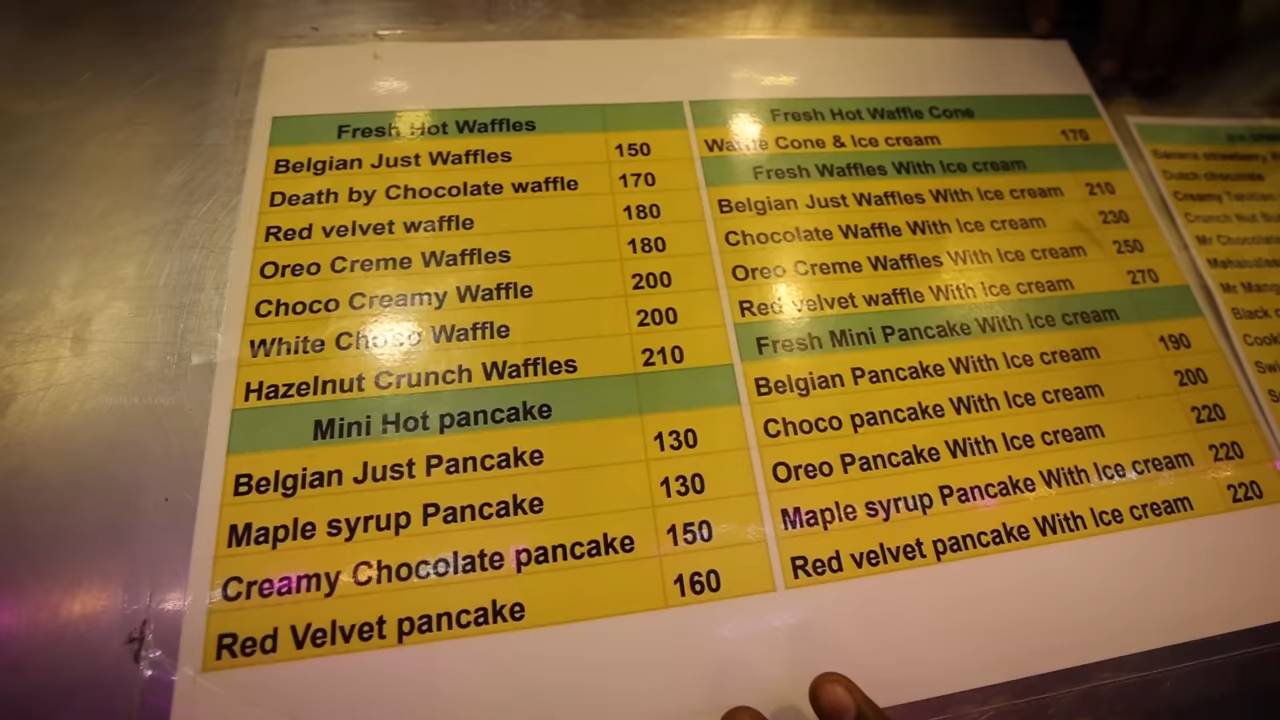 Fresh Hot Waffles
Belgian Just Waffles 150
Death by Chocolate waffle 170
Red velvet waffle 180
Oreo Creme Waffles 180
Choco Creamy Waffle 200
White Choco Waffle 200
Hazelnut Crunch Waffles 210
Mini Hot pancake
Belgian Just Pancake 130
Maple syrup Pancake 130
Creamy Chocolate pancake 150
Red Velvet pancake 160
Fresh Hot Waffle Cone
Waffle Cone & Ice cream 170
Fresh Waffles With Ice cream
Belgian Just Waffles With Ice cream 210
Chocolate Waffle With Ice cream 230
Oreo Creme Waffles With Ice cream 250
Red velvet waffle With Ice cream 270
Fresh Mini Pancake With Ice cream
Belgian Pancake With Ice cream 190
Choco pancake With Ice cream 200
Oreo Pancake With Ice cream 220
Maple syrup Pancake With Ice cream 220
Red velvet pancake With Ice cream 220
Banana strawberry
Dutch chocolate
Creamy
Crunch Nut
Mr
Mr
Black